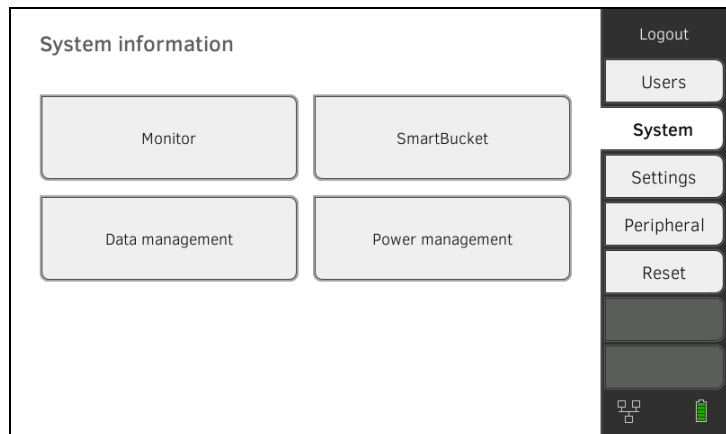 System information
Monitor
SmartBucket
Data management
Power management
Logout
Users
System
Settings
Peripheral
Reset